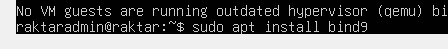 No VM guests are running outdated hypervisor (qemu) bi
raktaradmin@raktar:~$ sudo apt install bind9